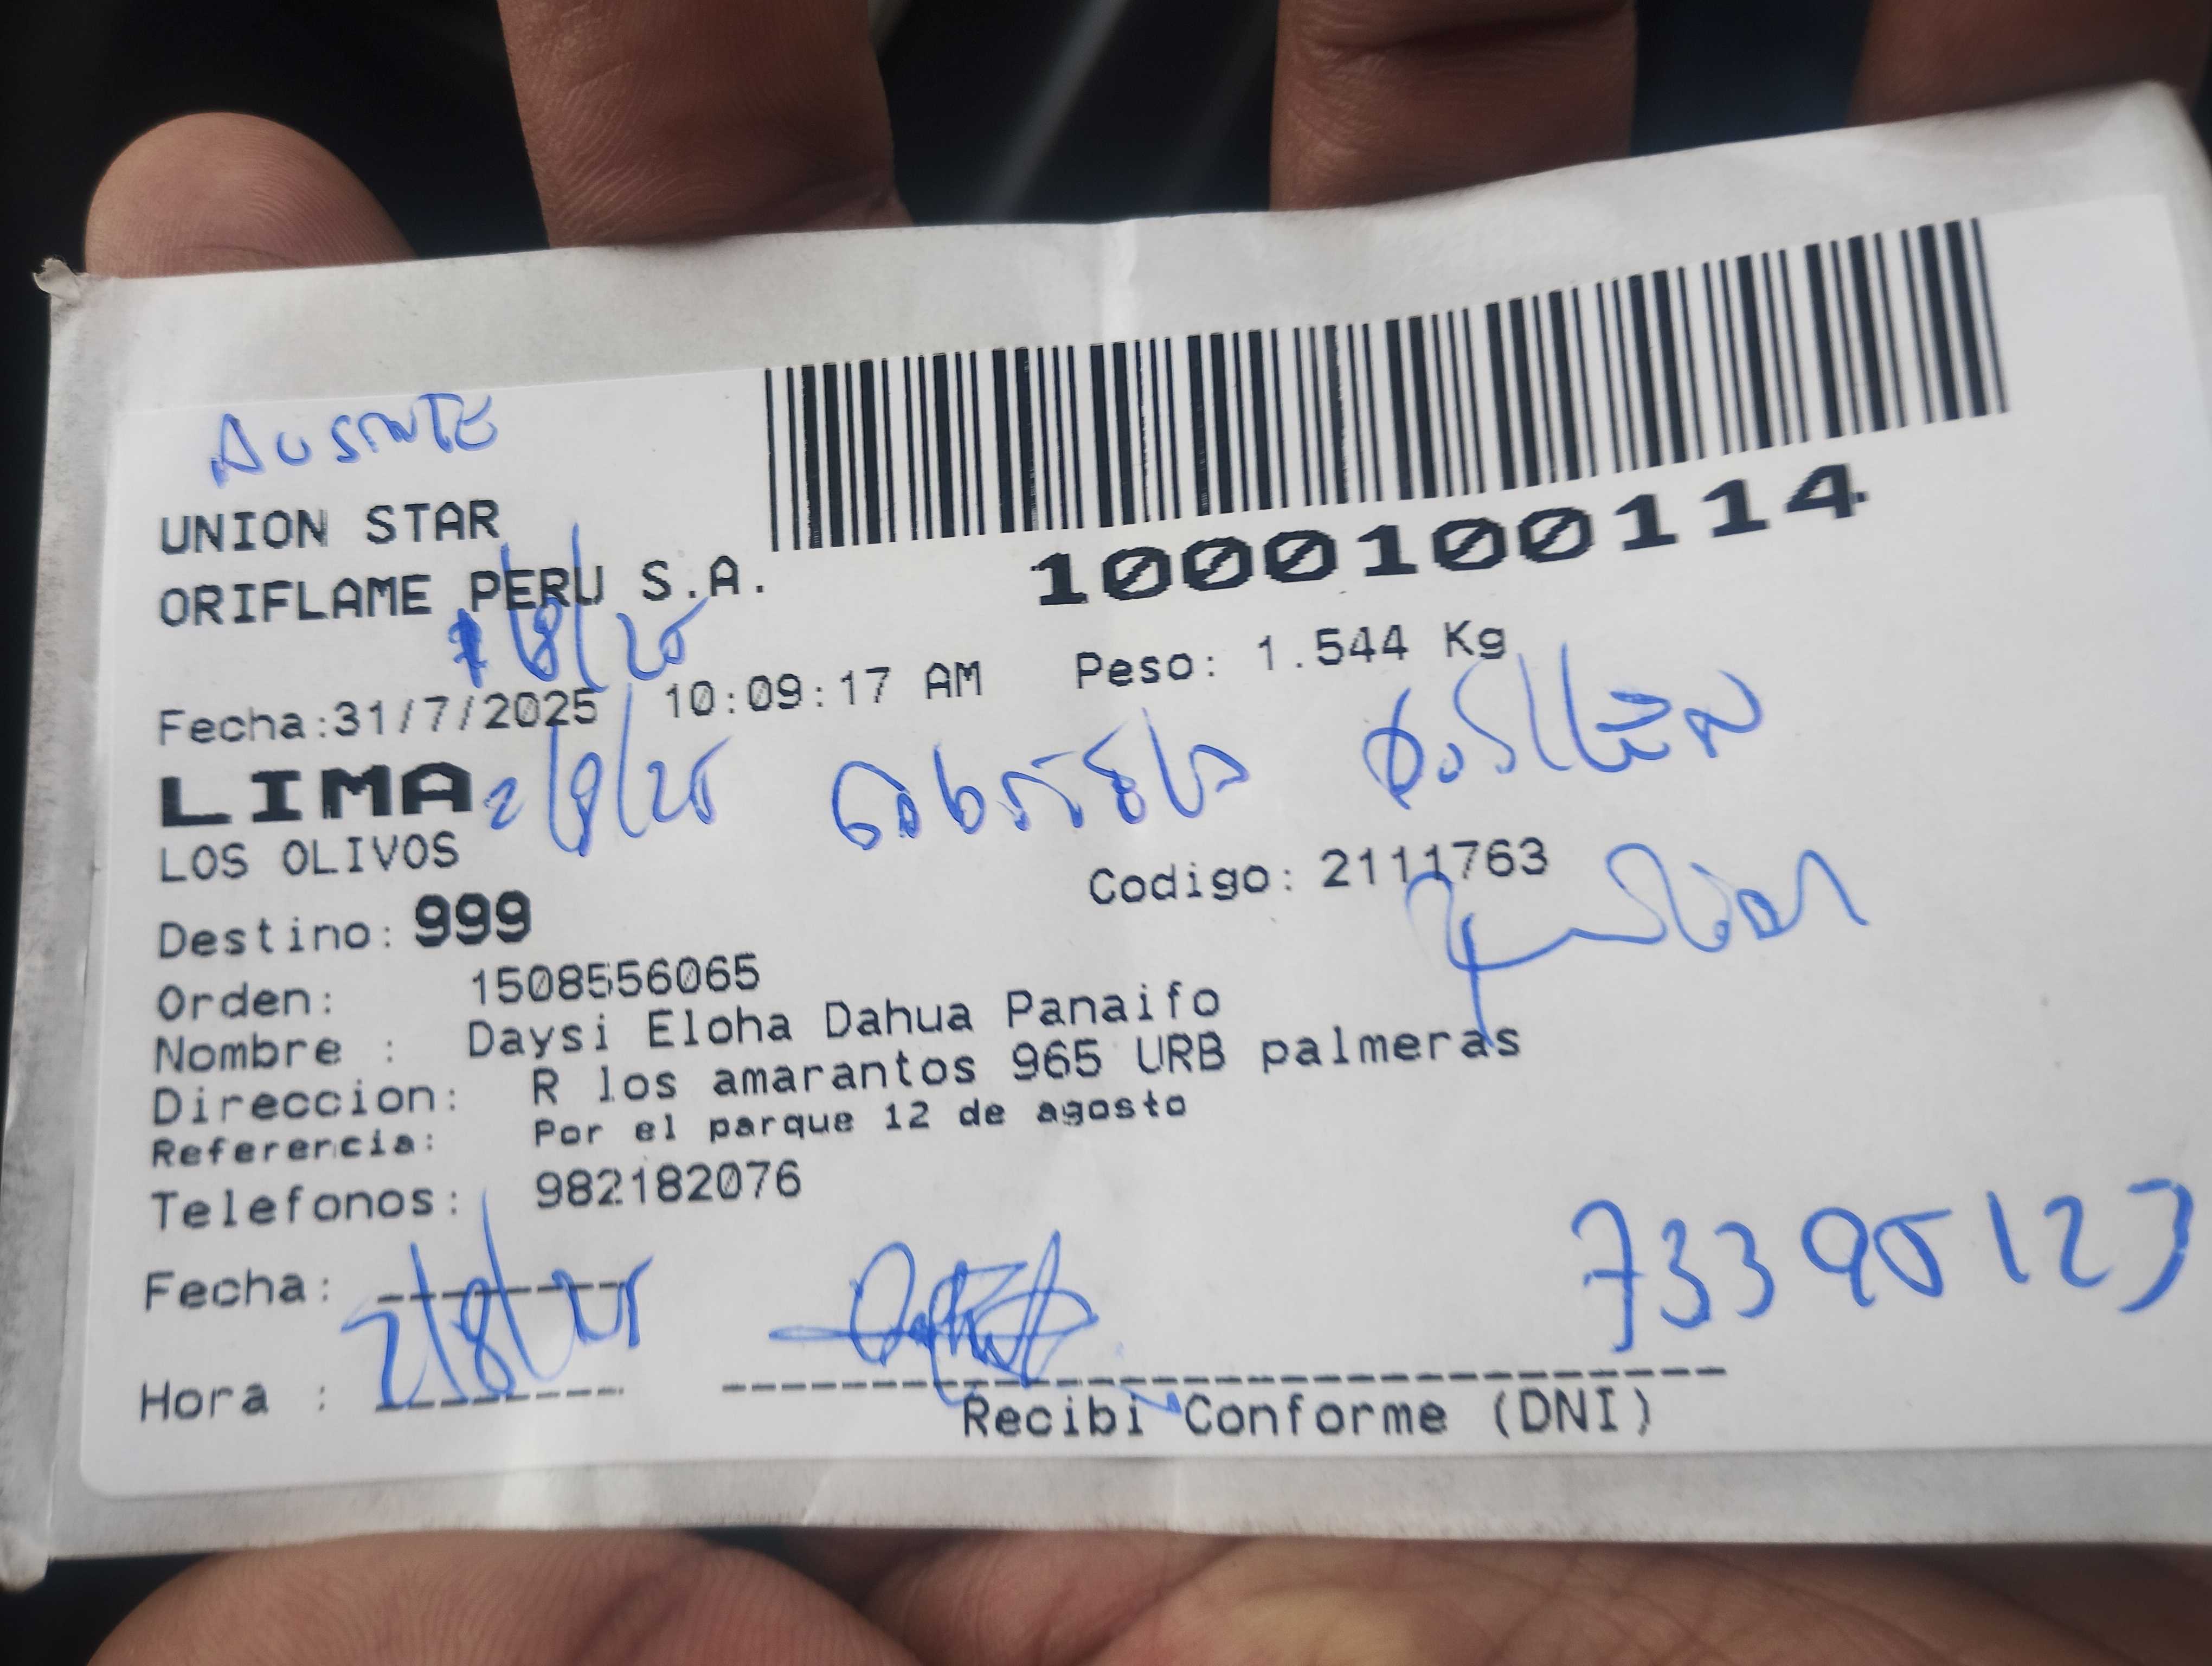 AUSENTE
UNION STAR
ORIFLAME PERU S.A.
1000100114
1/8/25
Fecha:31/7/2025 10:09:17 AM Peso: 1.544 Kg
LIMA 2/8/25 Gabriela
LOS OLIVOS
Codigo: 2111763
Destino: 999
Orden: 1508556065
Nombre : Daysi Eloha Dahua Panaifo
Direccion: R los amarantos 965 URB palmeras
Referencia: Por el parque 12 de agosto
Telefonos: 982182076
73395123
Fecha: 2/8/25
Hora :
Recibi Conforme (DNI)